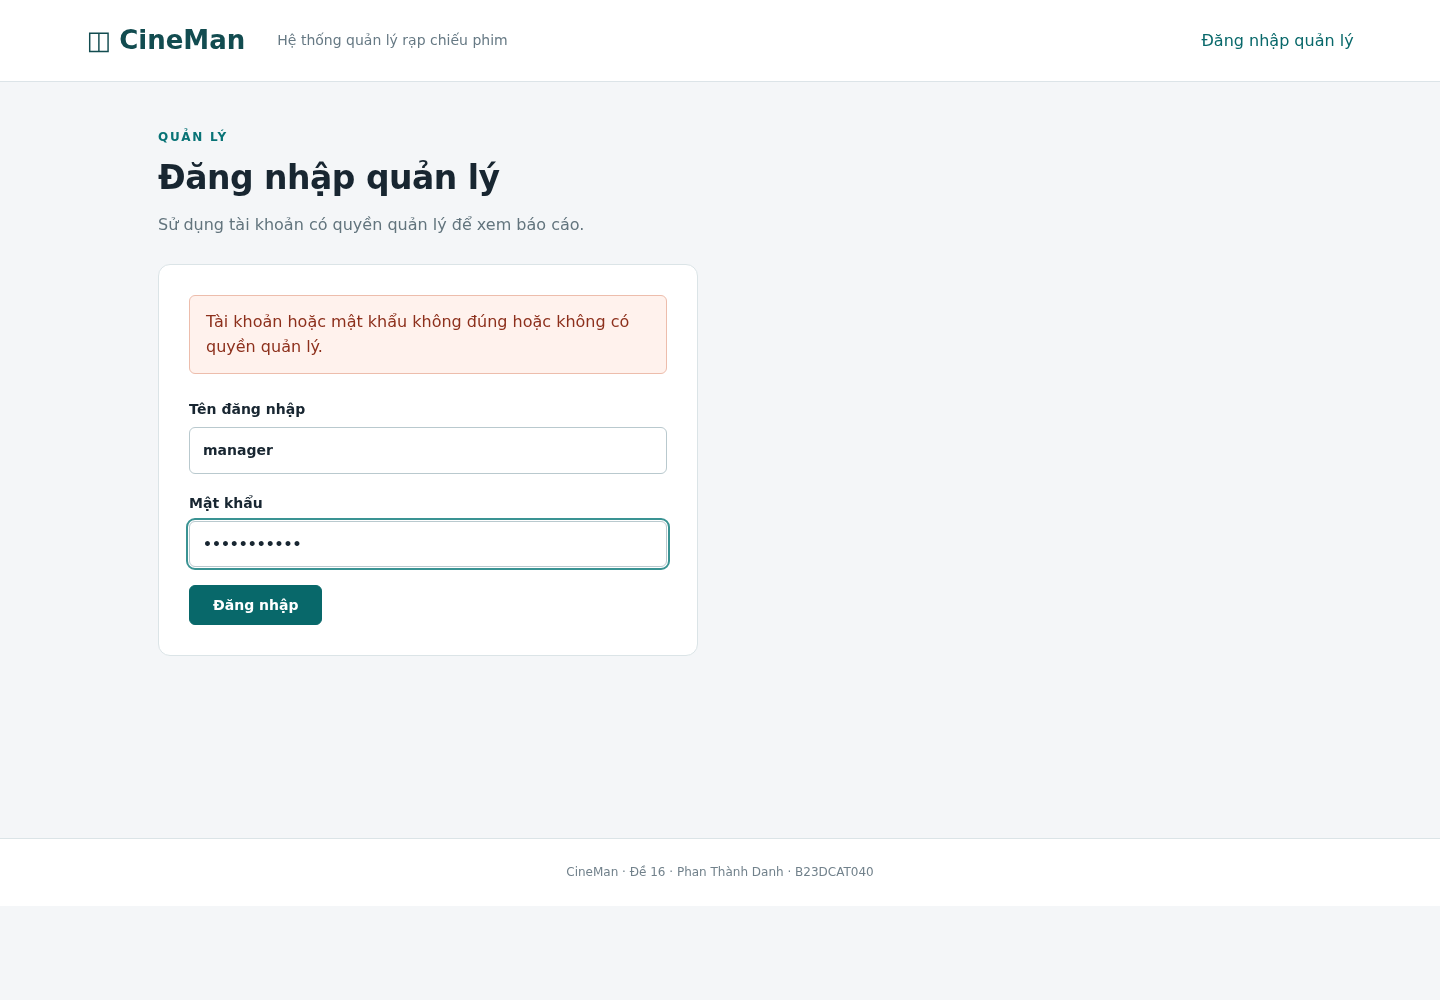 CineMan
Hệ thống quản lý rạp chiếu phim
Đăng nhập quản lý
QUẢN LÝ
Đăng nhập quản lý
Sử dụng tài khoản có quyền quản lý để xem báo cáo.
Tài khoản hoặc mật khẩu không đúng hoặc không có
quyền quản lý.
Tên đăng nhập
manager
Mật khẩu
•••••••••••
Đăng nhập
CineMan · Đề 16 · Phan Thành Danh · B23DCAT040